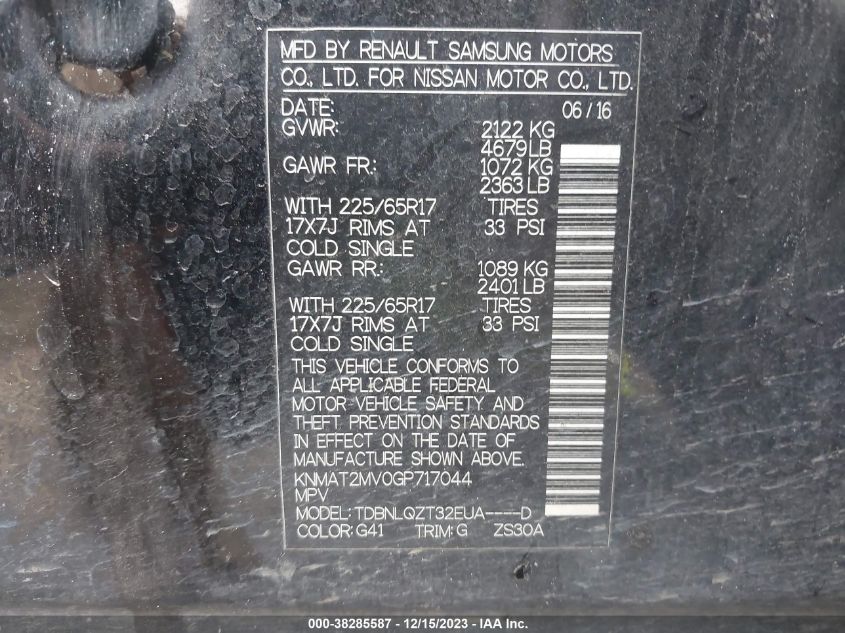 MFD BY RENAULT SAMSUNG MOTORS
CO., LTD. FOR NISSAN MOTOR CO., LTD.
DATE: 06/16
GVWR: 2122 KG
4679LB
GAWR FR.: 1072 KG
2363 LB
WITH 225/65R17 TIRES
17X7J RIMS AT 33 PSI
COLD SINGLE
GAWR RR.: 1089 KG
2401 LB
WITH 225/65R17 TIRES
17X7J RIMS AT 33 PSI
COLD SINGLE
THIS VEHICLE CONFORMS TO
ALL APPLICABLE FEDERAL
MOTOR VEHICLE SAFETY AND
THEFT PREVENTION STANDARDS
IN EFFECT ON THE DATE OF
MANUFACTURE SHOWN ABOVE.
KNMAT2MV0GP717044
MPV
MODEL: TDBNLQZT32EUA----D
COLOR: G41 TRIM: G ZS30A
000-38285587 - 12/15/2023 - IAA Inc.